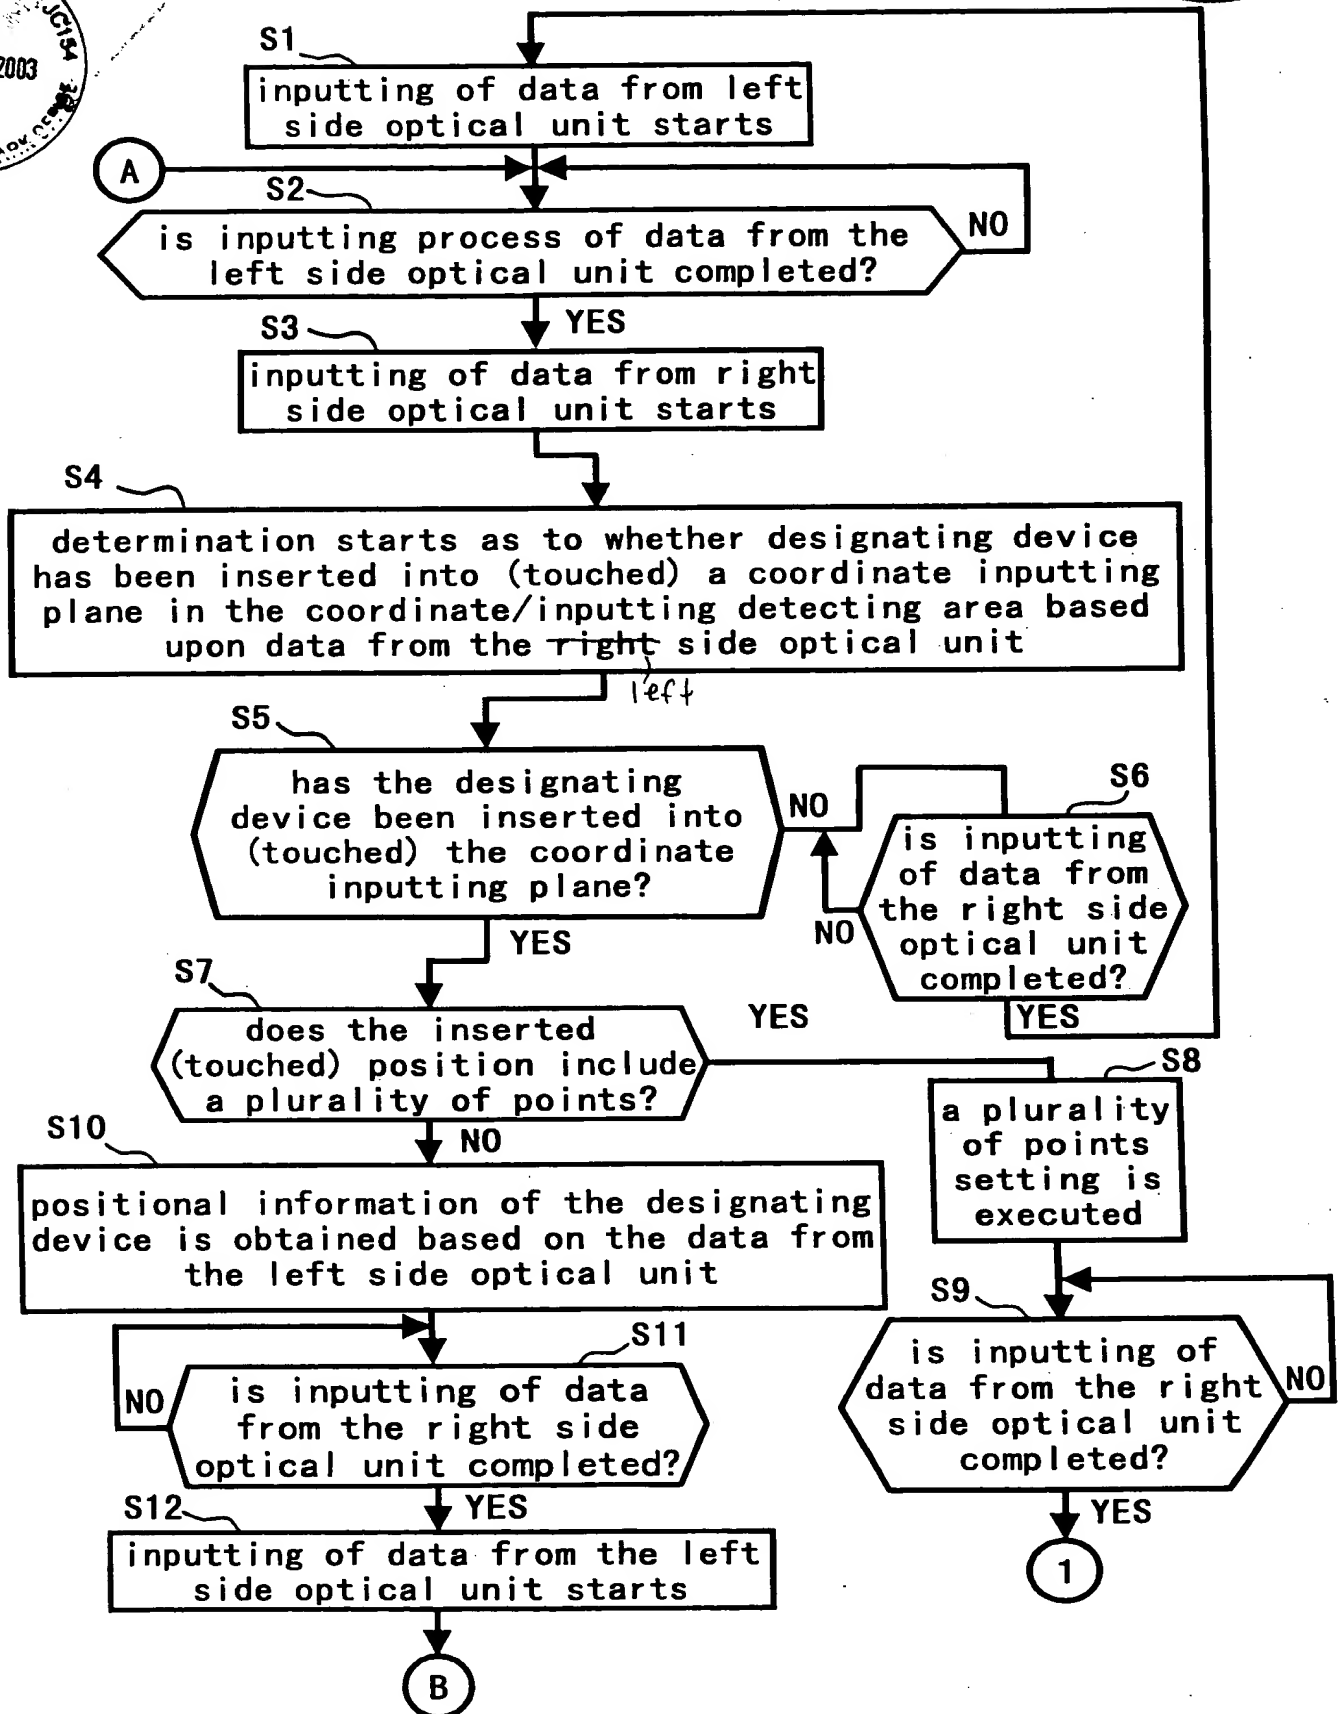 JC154
2003
S1
inputting of data from left
side optical unit starts
A
S2
is inputting process of data from the
left side optical unit completed?
NO
YES
S3
inputting of data from right
side optical unit starts
S4
determination starts as to whether designating device
has been inserted into (touched) a coordinate inputting
plane in the coordinate/inputting detecting area based
upon data from the right side optical unit
left
S5
has the designating
device been inserted into
(touched) the coordinate
inputting plane?
NO
S6
is inputting
of data from
the right side
optical unit
completed?
NO
YES
YES
S7
does the inserted
(touched) position include
a plurality of points?
YES
S8
a plurality
of points
setting is
executed
NO
S10
positional information of the designating
device is obtained based on the data from
the left side optical unit
S9
is inputting of
data from the right
side optical unit
completed?
NO
YES
1
S11
is inputting of data
from the right side
optical unit completed?
NO
YES
S12
inputting of data from the left
side optical unit starts
B